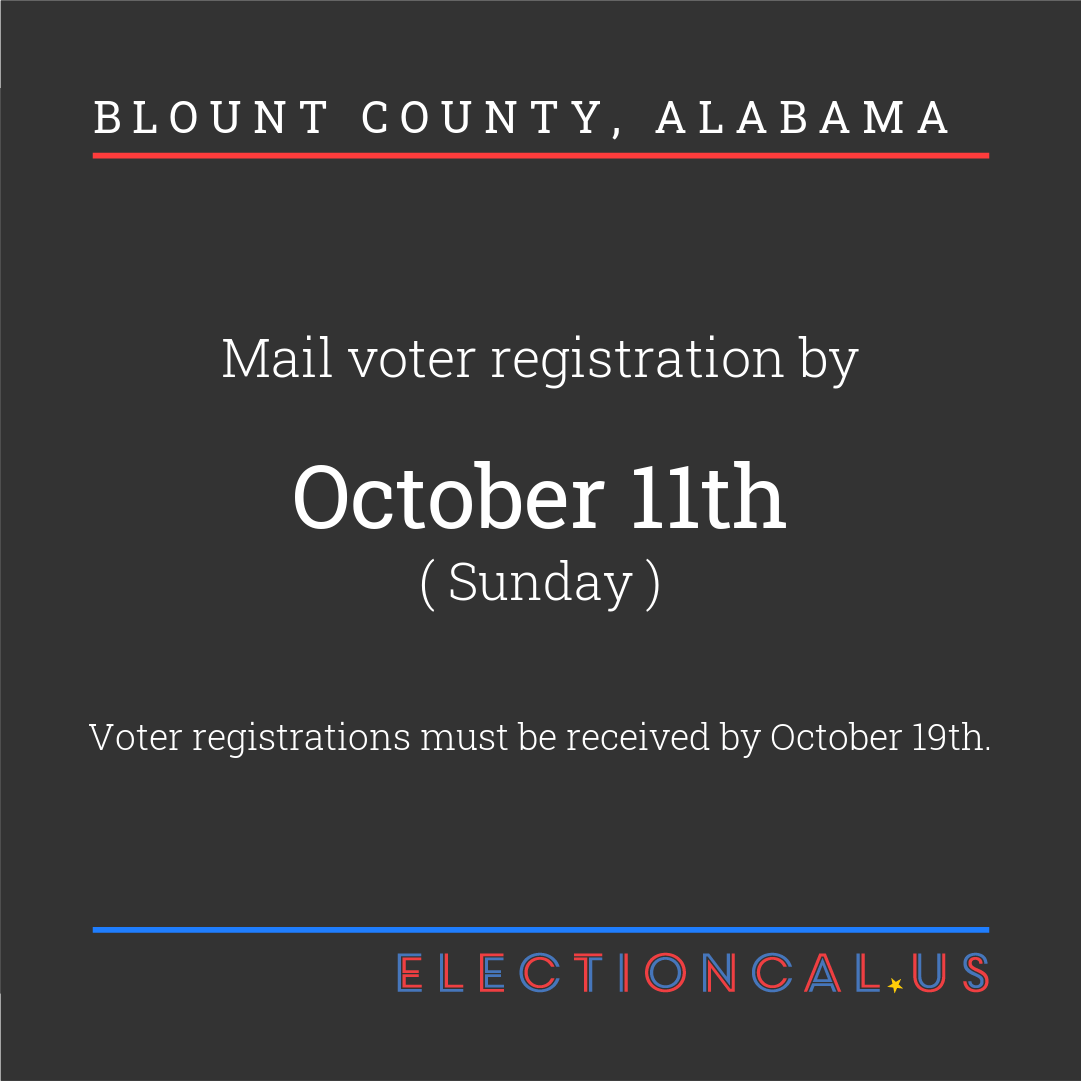 BLOUNT COUNTY, ALABAMA
Mail voter registration by
October 11th
( Sunday )
Voter registrations must be received by October 19th.
ELECTIONCAL.US